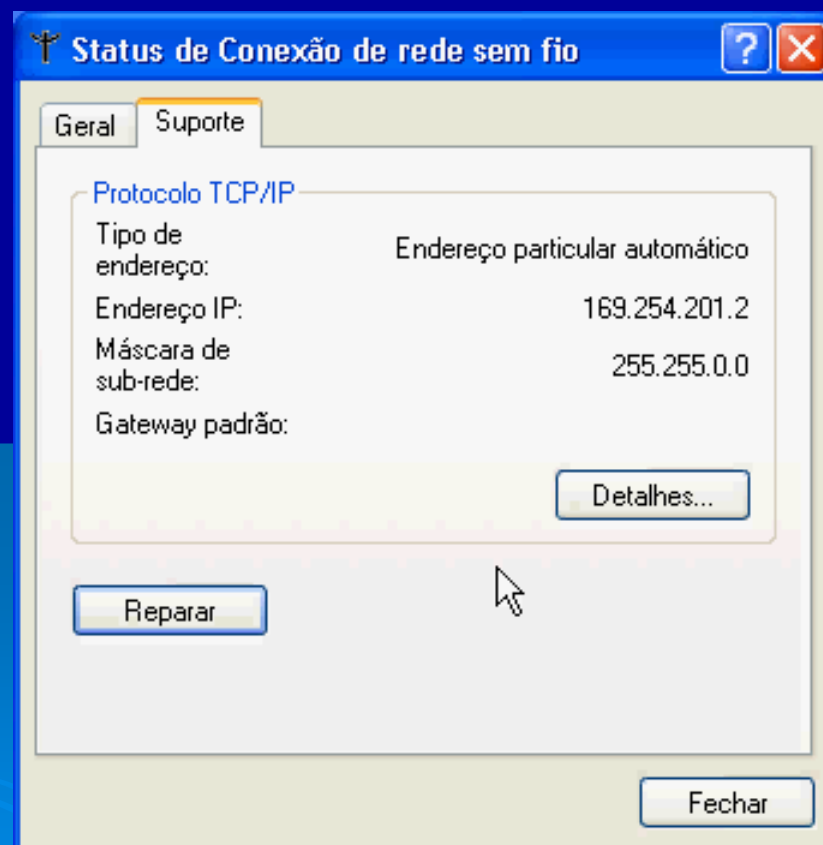 Status de Conexão de rede sem fio
Geral
Suporte
Protocolo TCP/IP
Tipo de
endereço:
Endereço particular automático
Endereço IP:
169.254.201.2
Máscara de
sub-rede:
255.255.0.0
Gateway padrão:
Detalhes...
Reparar
Fechar